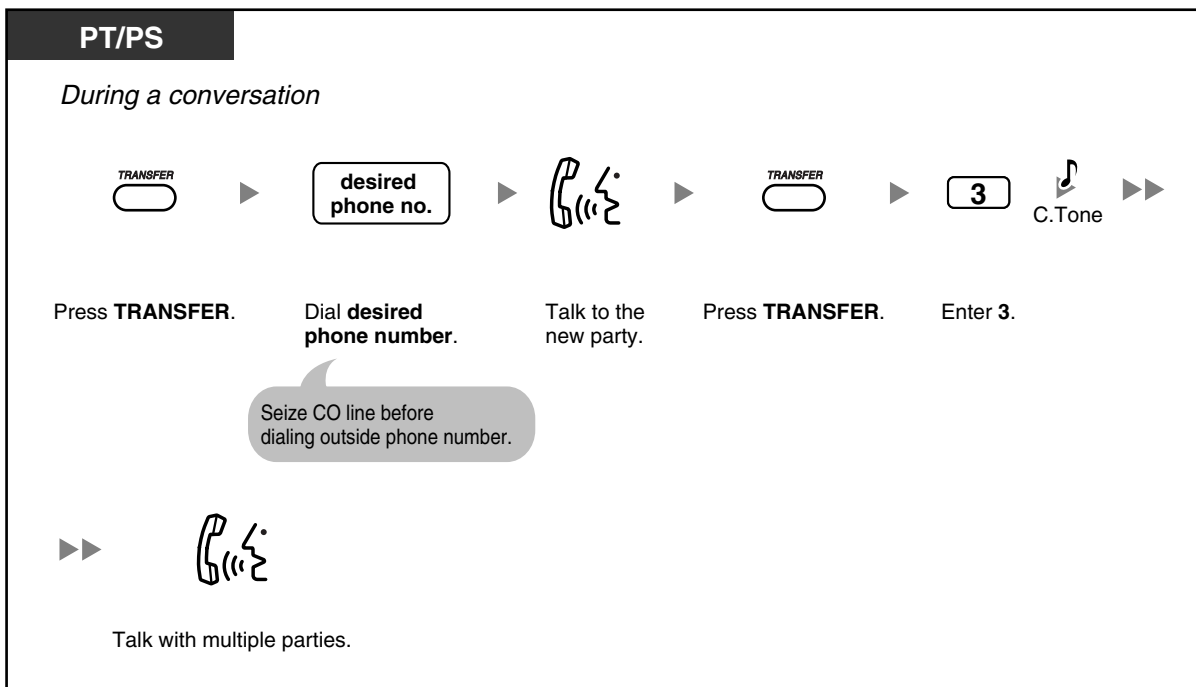 PT/PS
During a conversation
TRANSFER
desired
phone no.
TRANSFER
3
C.Tone
Press TRANSFER.
Dial desired
phone number.
Talk to the
new party.
Press TRANSFER.
Enter 3.
Seize CO line before
dialing outside phone number.
Talk with multiple parties.